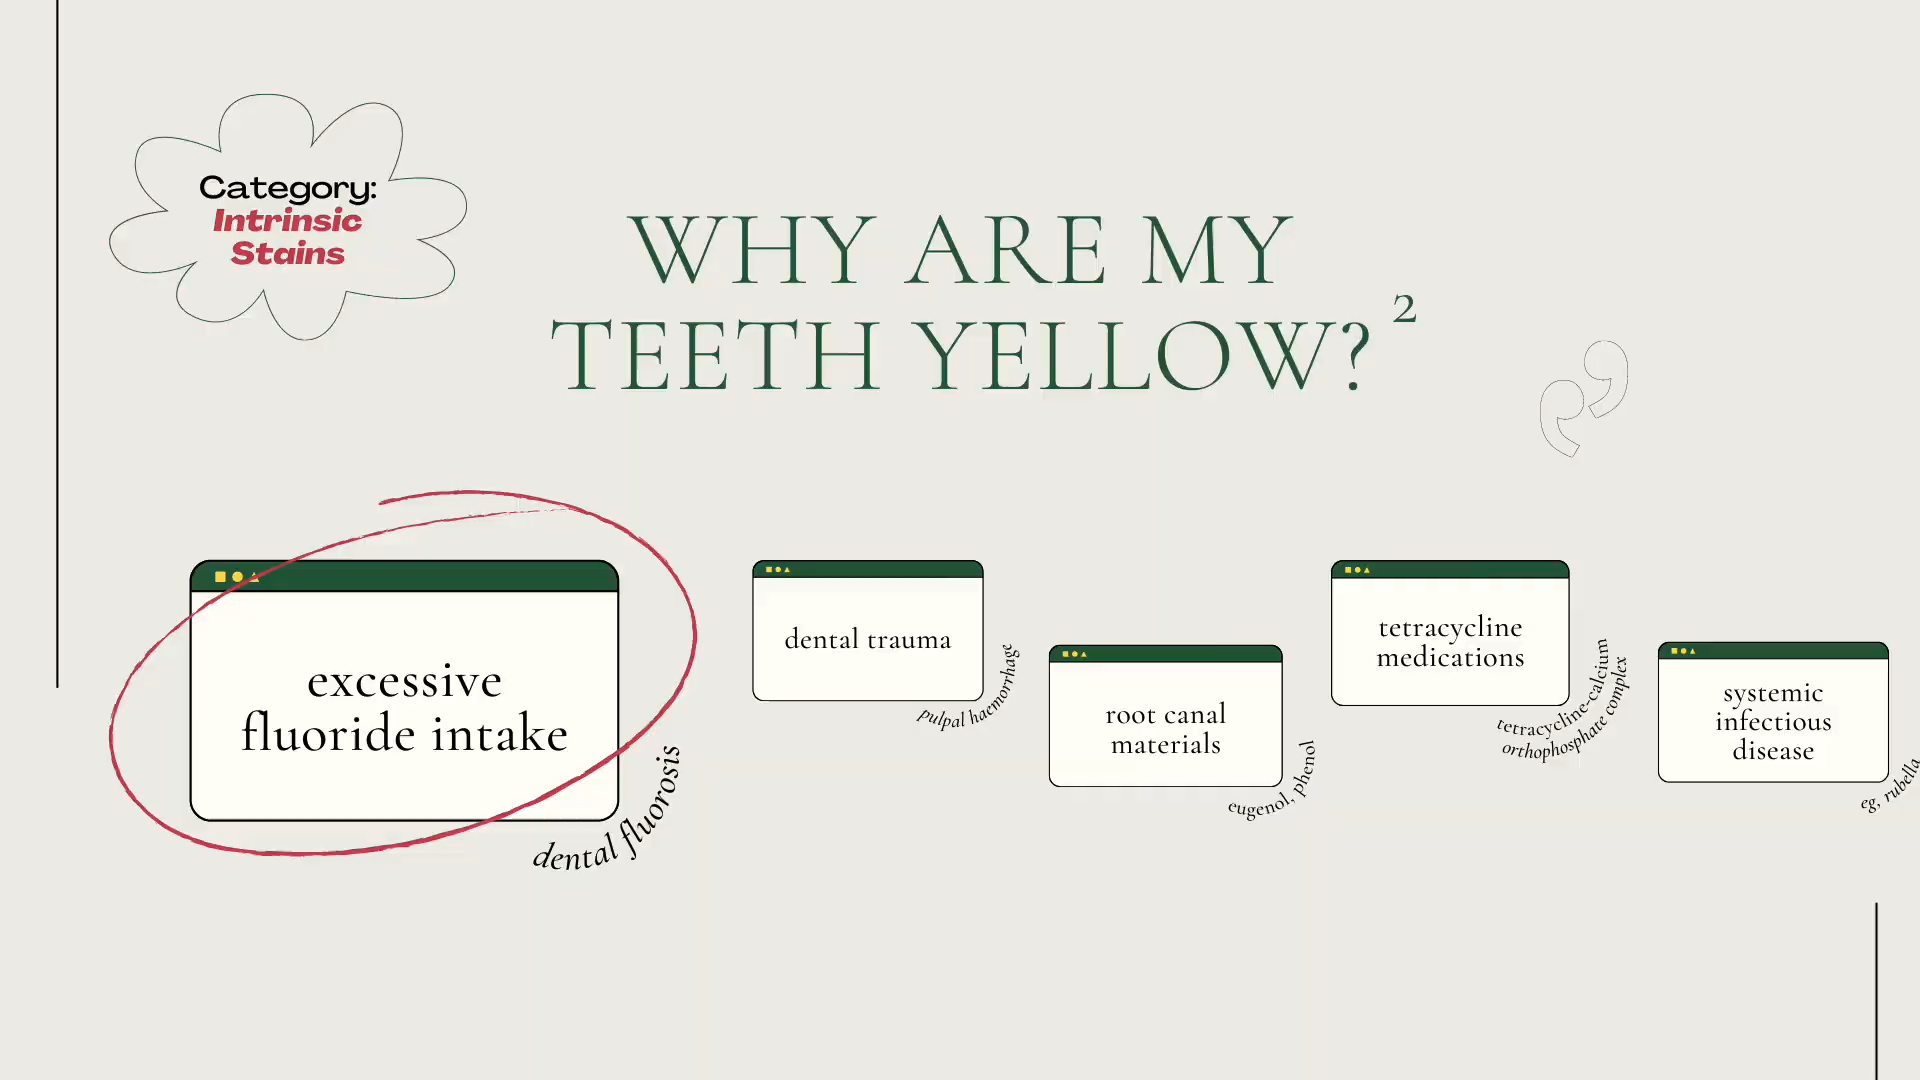 Category:
Intrinsic
Stains
WHY ARE MY
TEETH YELLOW? 2
excessive
fluoride intake
dental fluorosis
dental trauma
pulpal haemorrhage
root canal
materials
eugenol, phenol
tetracycline
medications
tetracycline-calcium
orthophosphate complex
systemic
infectious
disease
eg, rubella